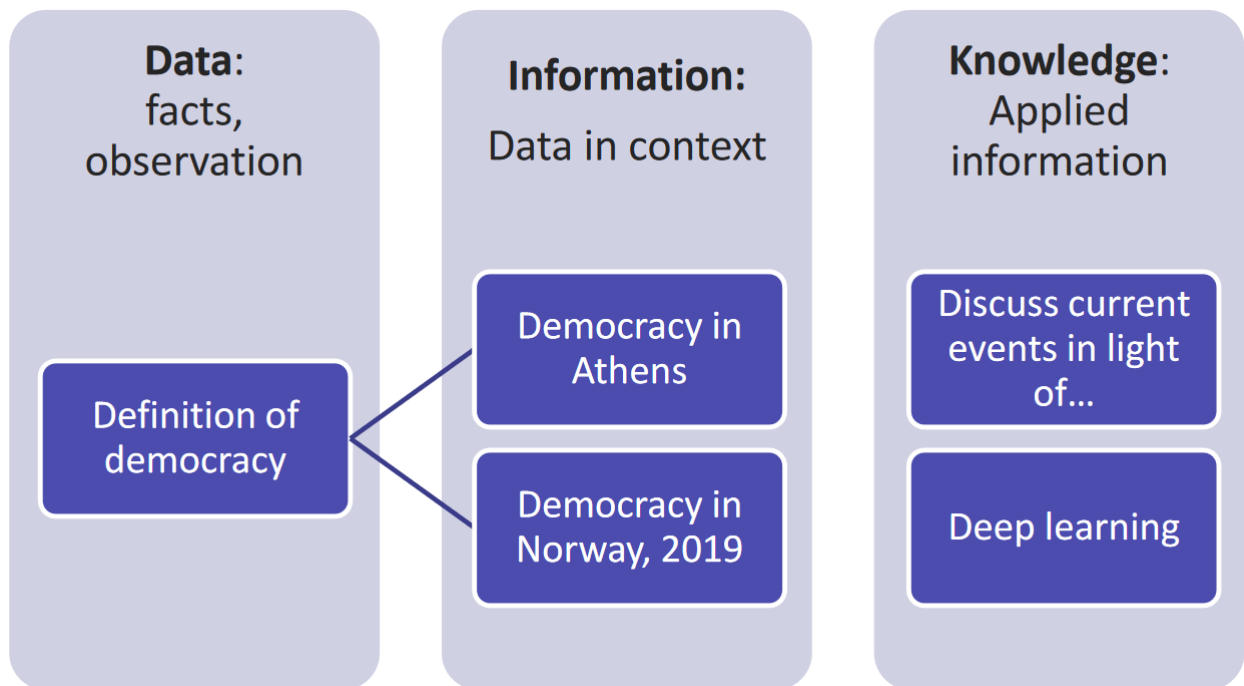 Data:
facts,
observation
Definition of
democracy
Information:
Data in context
Democracy in
Athens
Democracy in
Norway, 2019
Knowledge:
Applied
information
Discuss current
events in light
of…
Deep learning